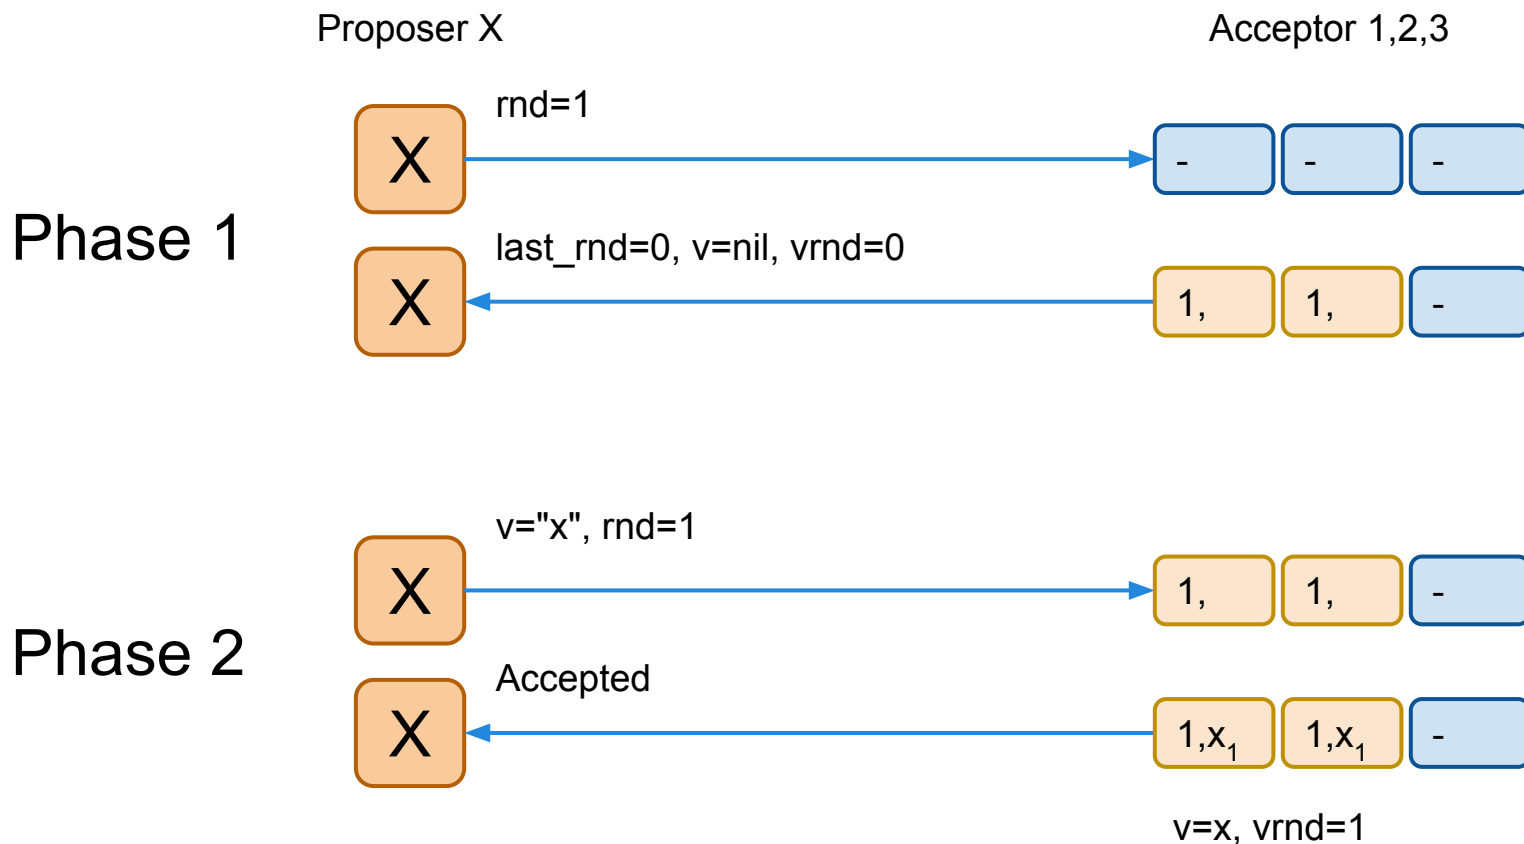 Proposer X
Acceptor 1,2,3
Phase 1
rnd=1
X
- - -
last_rnd=0, v=nil, vrnd=0
X
1, 1, -
Phase 2
v="x", rnd=1
X
1, 1, -
Accepted
X
1,x₁ 1,x₁ -
v=x, vrnd=1